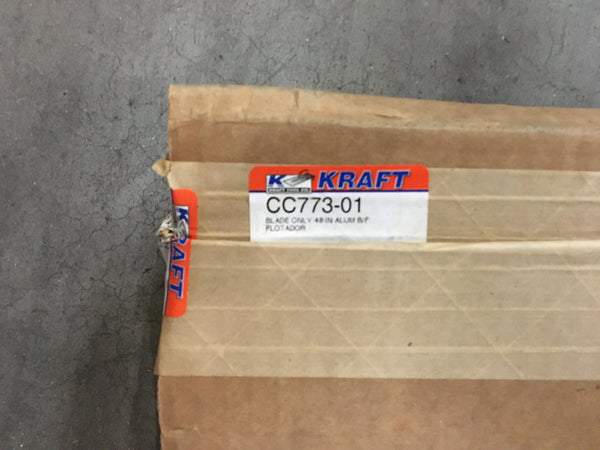 K KRAFT
KRAFT TOOL CO.
CC773-01
BLADE ONLY 48 IN ALUM B/F
FLOTADOR
KRAFT